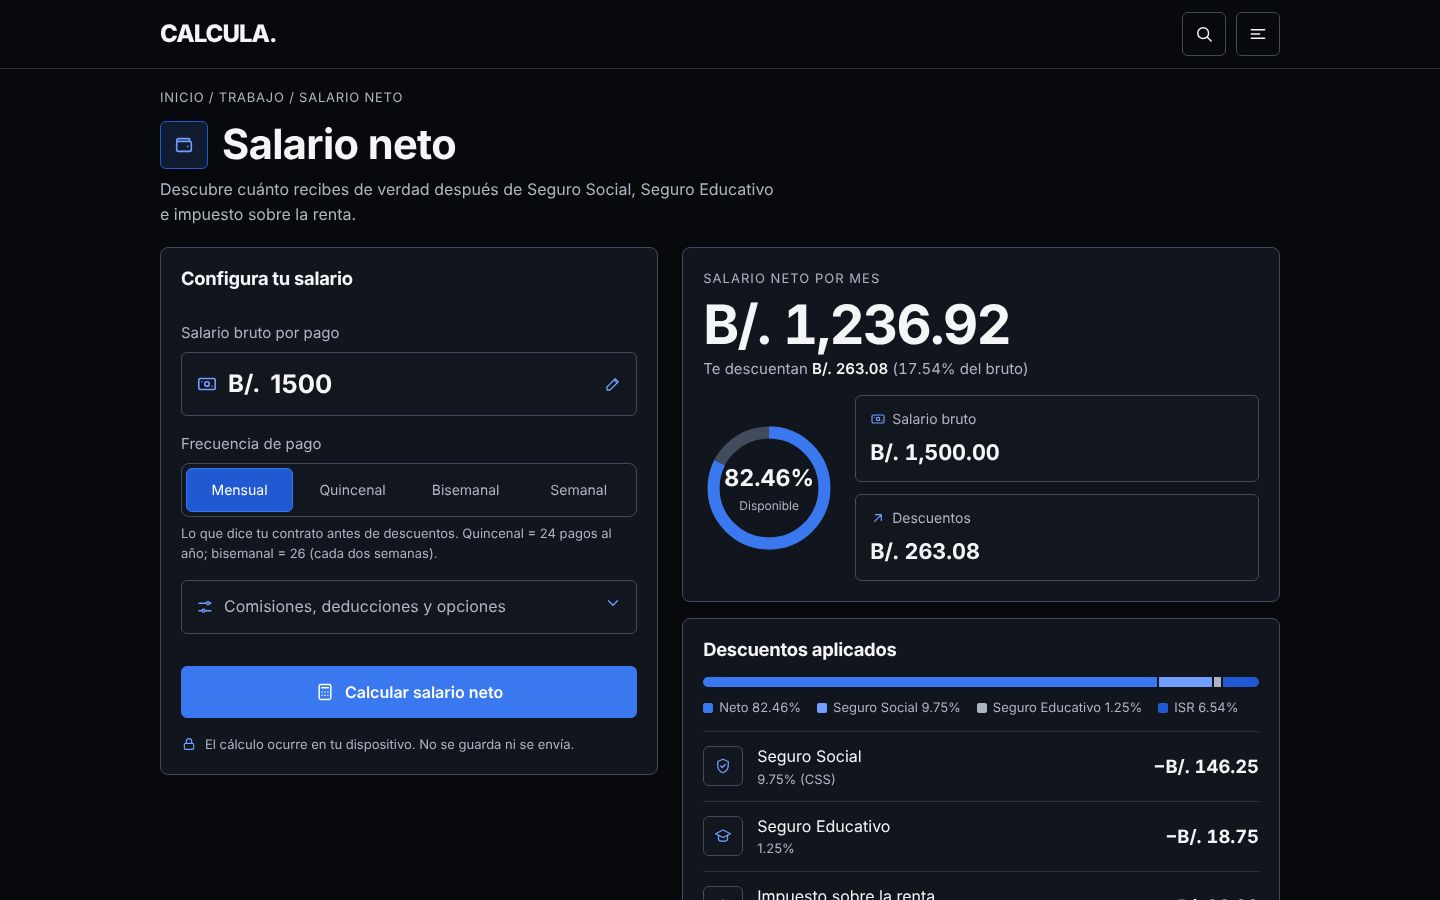 CALCULA.
INICIO / TRABAJO / SALARIO NETO
Salario neto
Descubre cuánto recibes de verdad después de Seguro Social, Seguro Educativo
e impuesto sobre la renta.
Configura tu salario
Salario bruto por pago
B/. 1500
Frecuencia de pago
Mensual Quincenal Bisemanal Semanal
Lo que dice tu contrato antes de descuentos. Quincenal = 24 pagos al
año; bisemanal = 26 (cada dos semanas).
Comisiones, deducciones y opciones
Calcular salario neto
El cálculo ocurre en tu dispositivo. No se guarda ni se envía.
SALARIO NETO POR MES
B/. 1,236.92
Te descuentan B/. 263.08 (17.54% del bruto)
82.46%
Disponible
Salario bruto
B/. 1,500.00
Descuentos
B/. 263.08
Descuentos aplicados
Neto 82.46% Seguro Social 9.75% Seguro Educativo 1.25% ISR 6.54%
Seguro Social
9.75% (CSS)
−B/. 146.25
Seguro Educativo
1.25%
−B/. 18.75
Impuesto sobre la renta